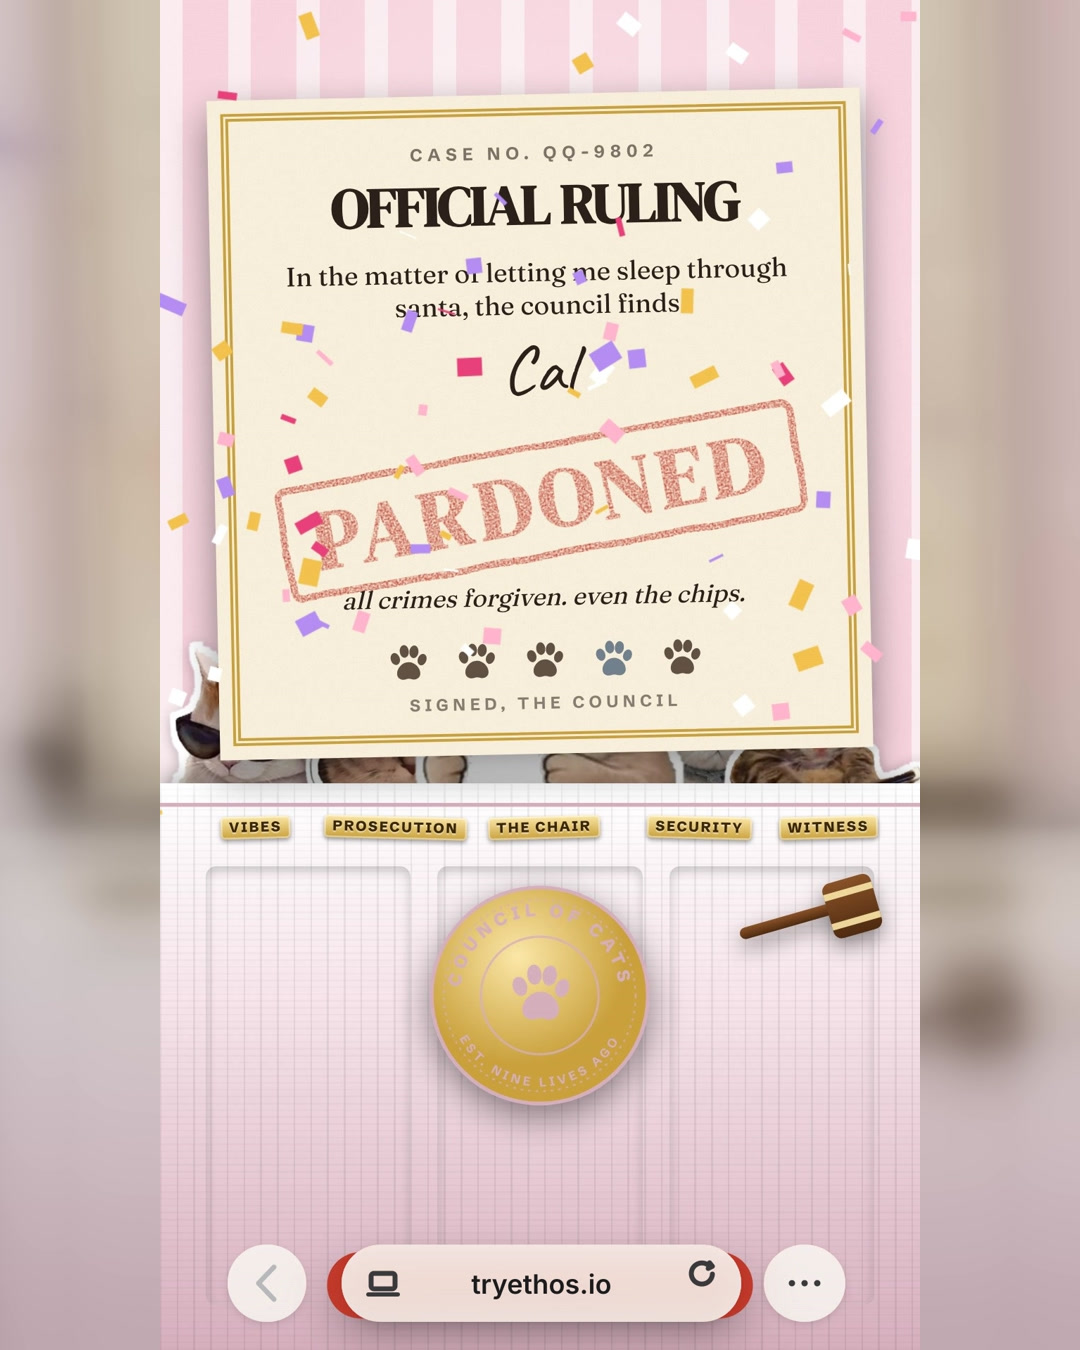 CASE NO. QQ-9802
OFFICIAL RULING
In the matter of letting me sleep through
santa, the council finds
Cal
PARDONED
all crimes forgiven. even the chips.
SIGNED, THE COUNCIL
VIBES
PROSECUTION
THE CHAIR
SECURITY
WITNESS
COUNCIL OF CATS
EST. NINE LIVES AGO
tryethos.io